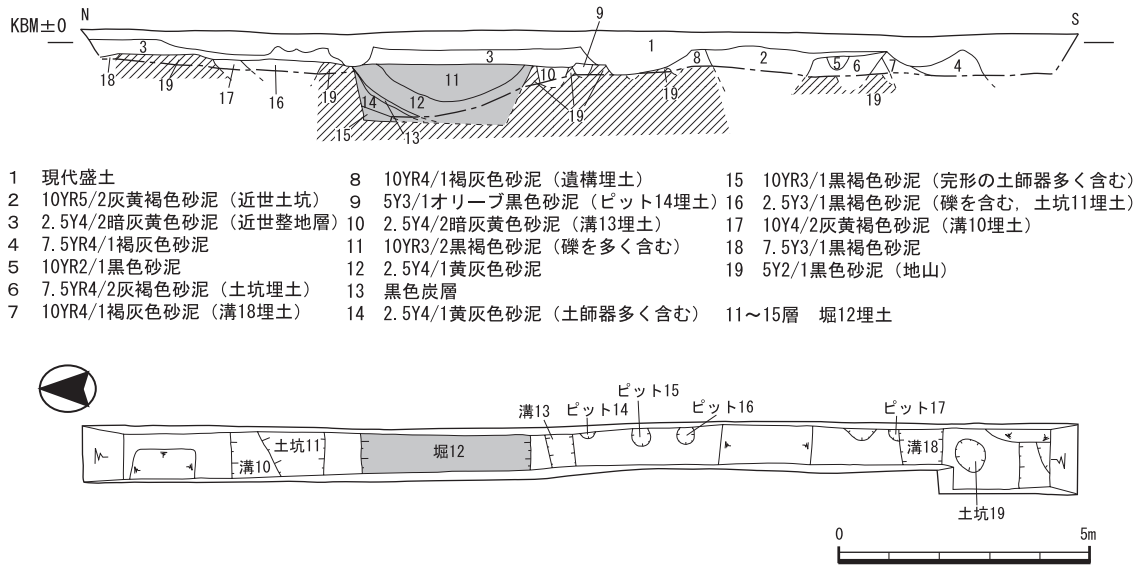 KBM±0
N
S
9
3
3
1
8
2
5
6
4
11
10
18
19
17
16
19
14
12
19
19
19
15
13
1 現代盛土
2 10YR5/2灰黄褐色砂泥（近世土坑）
3 2.5Y4/2暗灰黄色砂泥（近世整地層）
4 7.5YR4/1褐灰色砂泥
5 10YR2/1黒色砂泥
6 7.5YR4/2灰褐色砂泥（土坑埋土）
7 10YR4/1褐灰色砂泥（溝18埋土）
8 10YR4/1褐灰色砂泥（遺構埋土）
9 5Y3/1オリーブ黒色砂泥（ピット14埋土）
10 2.5Y4/2暗灰黄色砂泥（溝13埋土）
11 10YR3/2黒褐色砂泥（礫を多く含む）
12 2.5Y4/1黄灰色砂泥
13 黒色炭層
14 2.5Y4/1黄灰色砂泥（土師器多く含む）
15 10YR3/1黒褐色砂泥（完形の土師器多く含む）
16 2.5Y3/1黒褐色砂泥（礫を含む，土坑11埋土）
17 10Y4/2灰黄褐色砂泥（溝10埋土）
18 7.5Y3/1黒褐色砂泥
19 5Y2/1黒色砂泥（地山）
11～15層 堀12埋土
溝10
土坑11
堀12
溝13
ピット14
ピット15
ピット16
ピット17
溝18
土坑19
0
5m